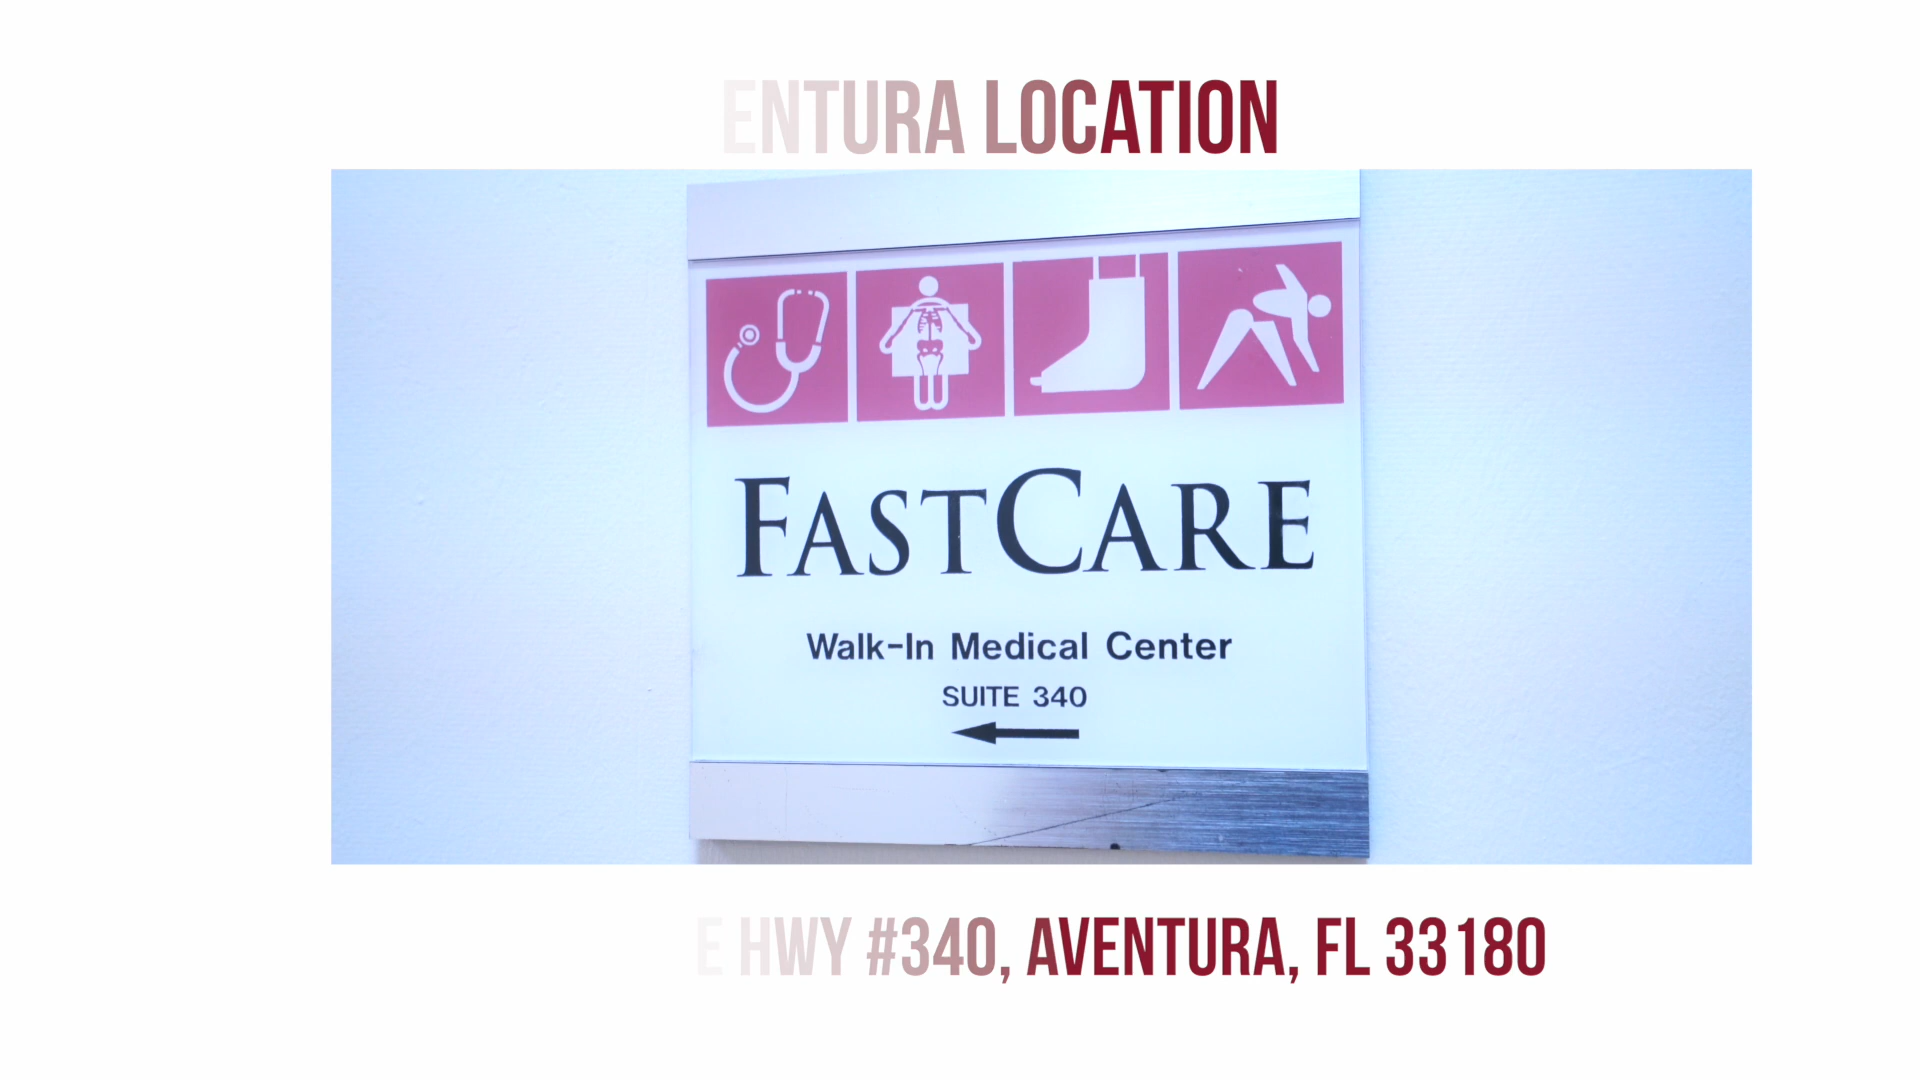 ENTURA LOCATION
FASTCARE
Walk-In Medical Center
SUITE 340
E HWY #340, AVENTURA, FL 33180